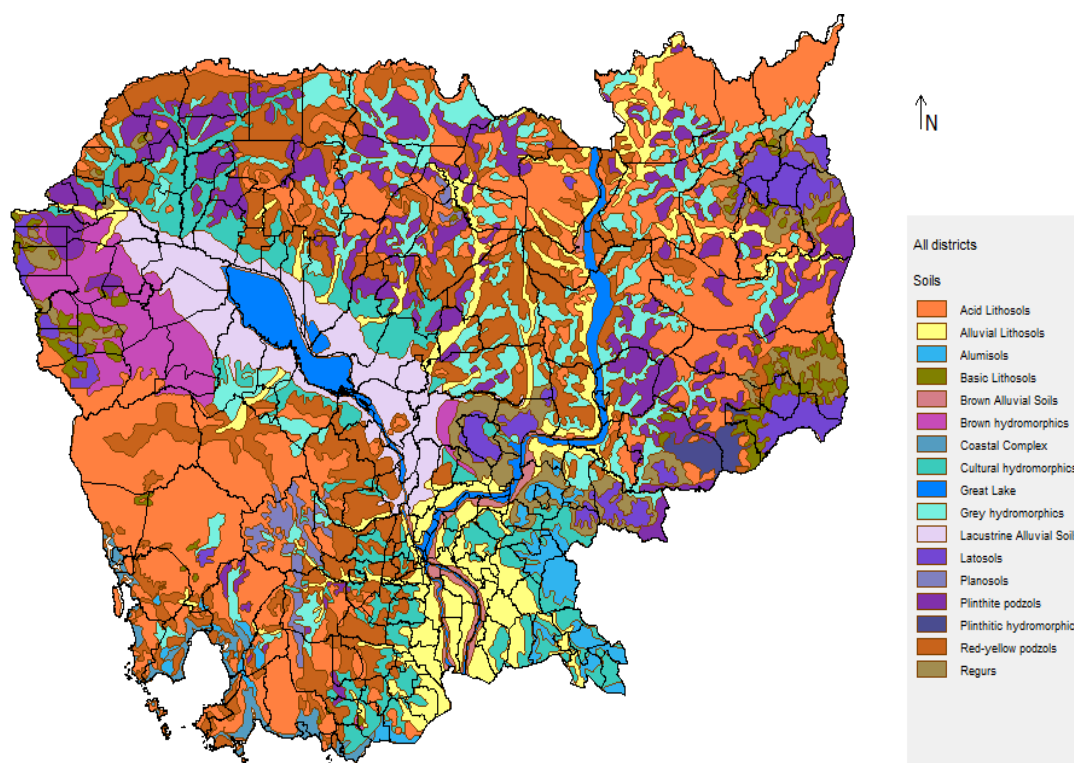 N
All districts
Soils
Acid Lithosols
Alluvial Lithosols
Alumisols
Basic Lithosols
Brown Alluvial Soils
Brown hydromorphics
Coastal Complex
Cultural hydromorphics
Great Lake
Grey hydromorphics
Lacustrine Alluvial Soil
Latosols
Planosols
Plinthite podzols
Plinthitic hydromorphic
Red-yellow podzols
Regurs